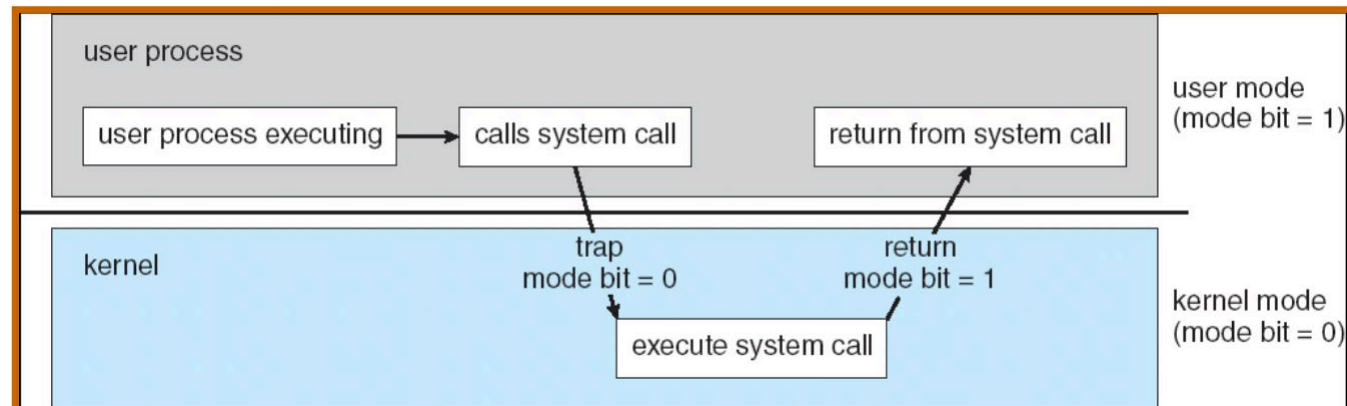 user process
user process executing
calls system call
return from system call
user mode
(mode bit = 1)
kernel
trap
mode bit = 0
return
mode bit = 1
execute system call
kernel mode
(mode bit = 0)